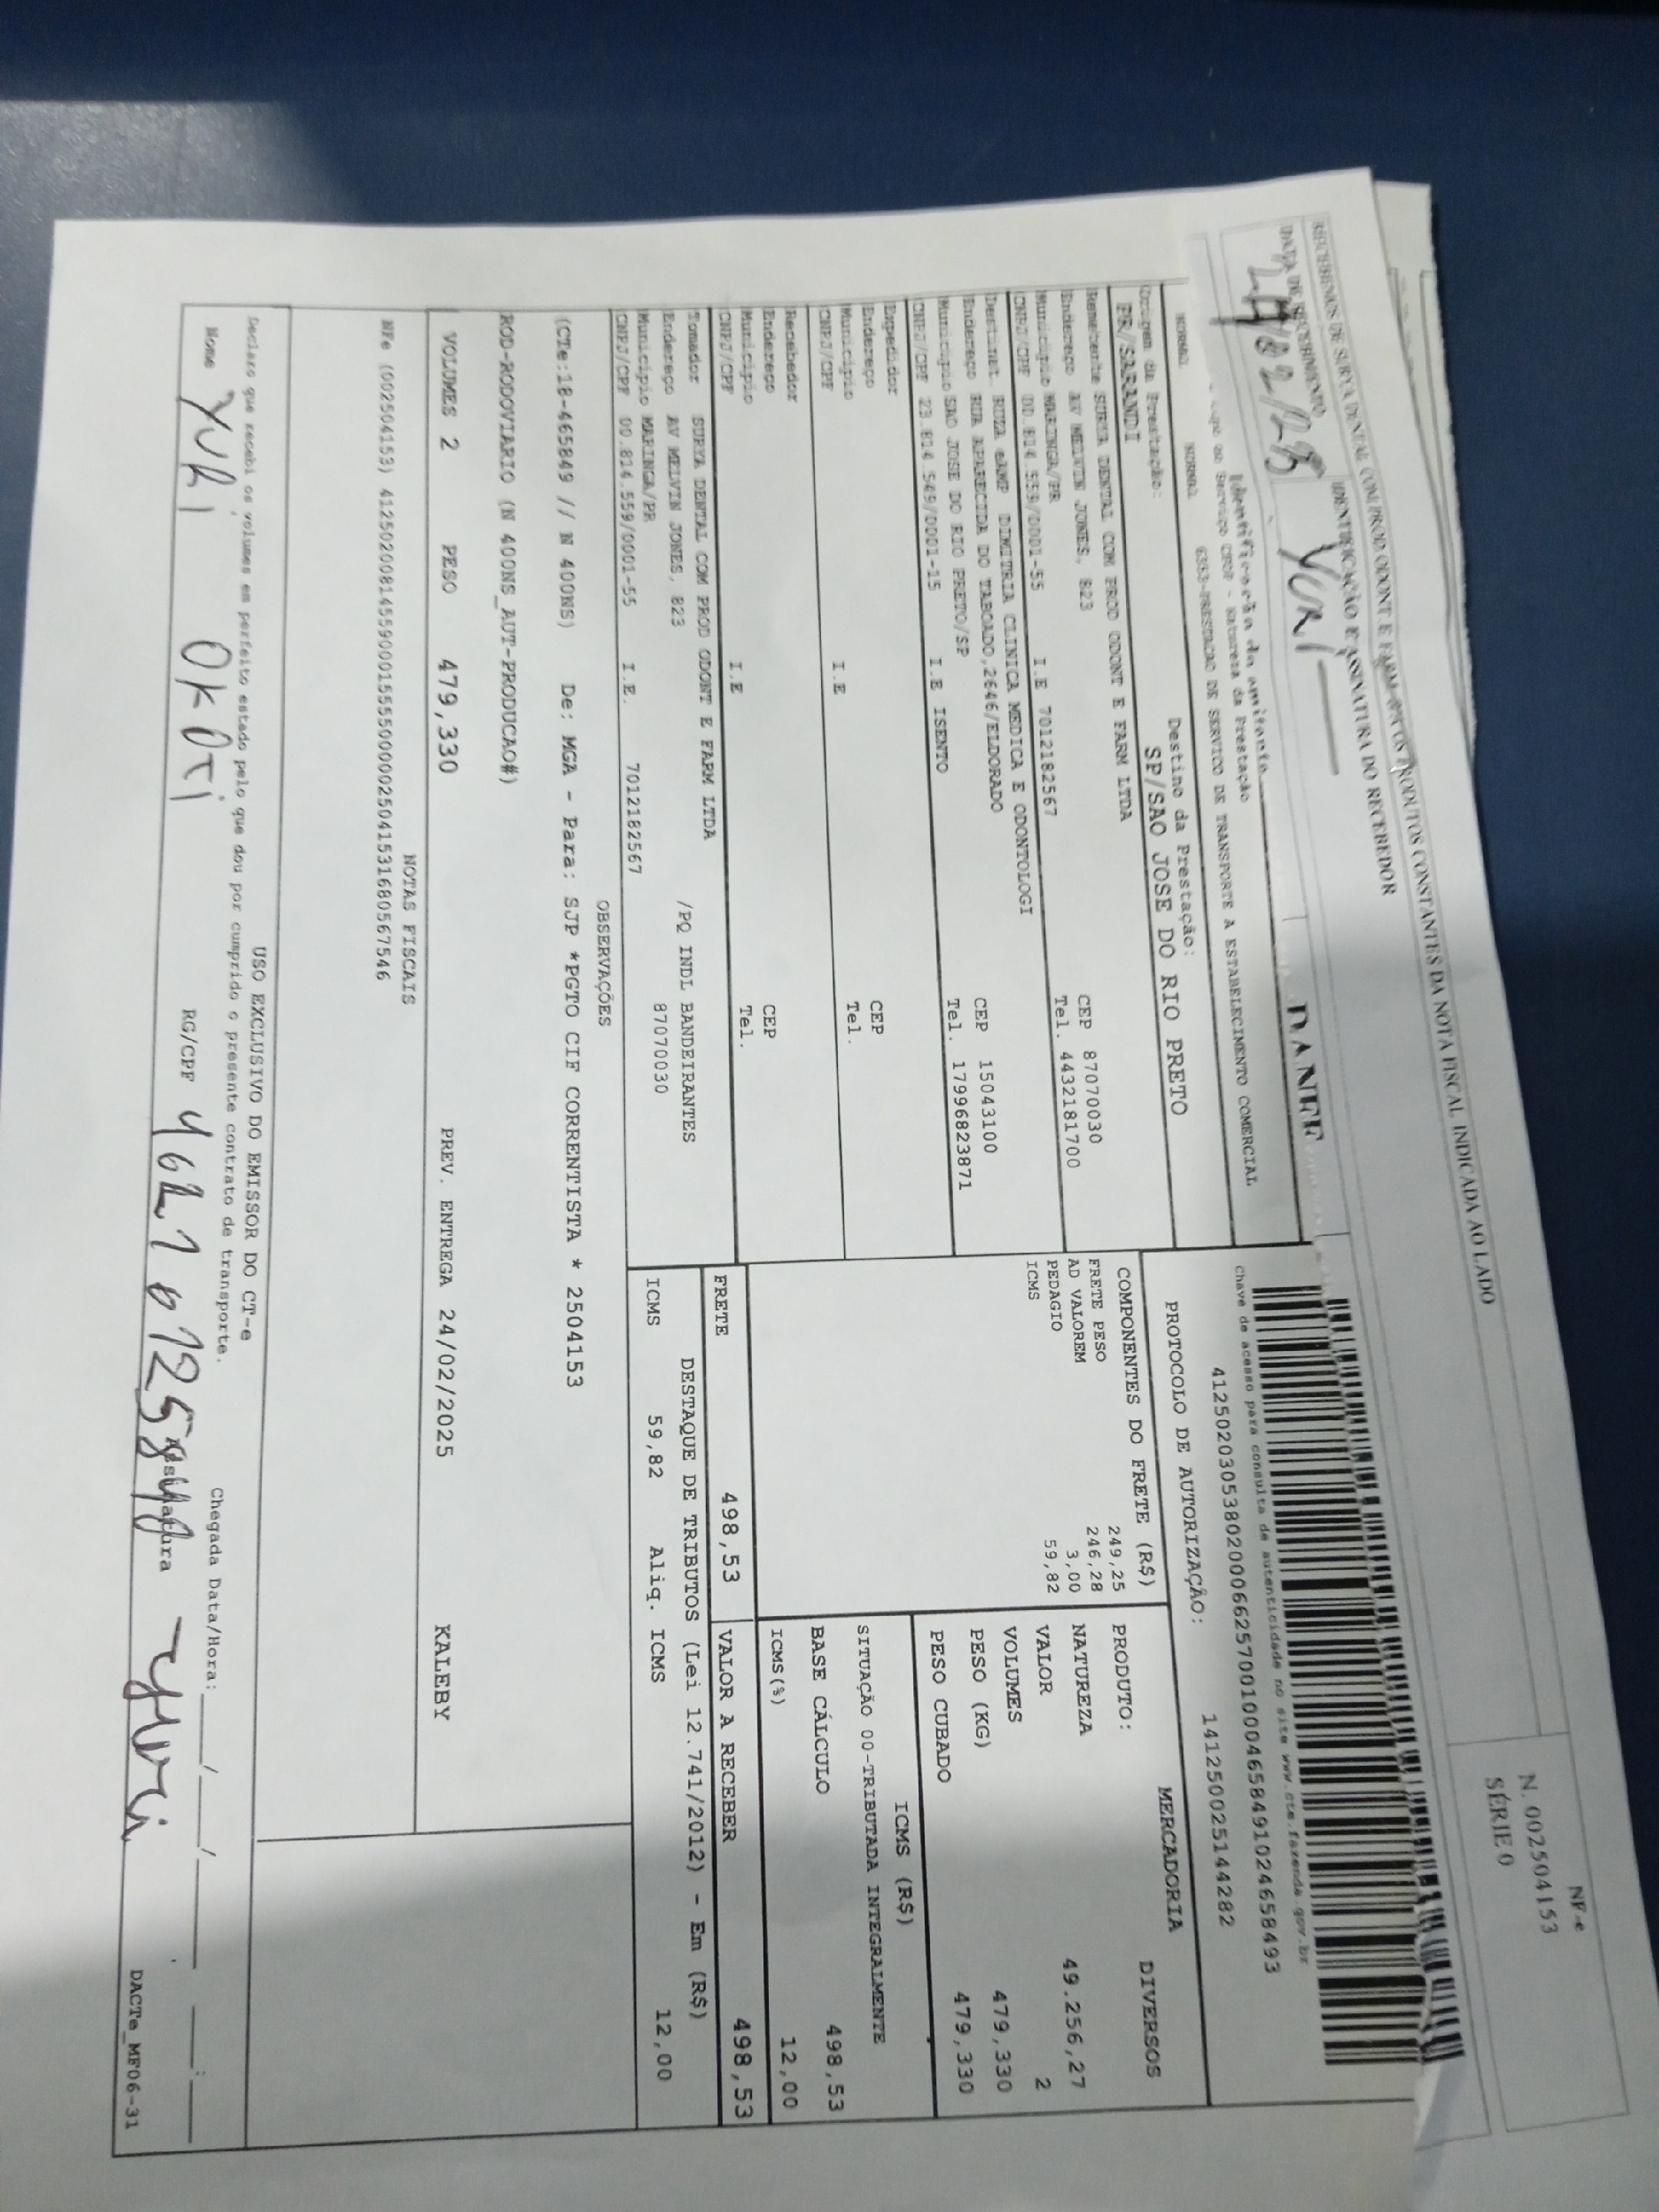 RECEBEMOS DE SURYA DENTAL COM PROD ODONT E FARM OS PRODUTOS CONSTANTES DA NOTA FISCAL INDICADA AO LADO
DATA DE RECEBIMENTO
IDENTIFICAÇÃO E ASSINATURA DO RECEBEDOR
NF-e
N. 002504153
SÉRIE 0
Yuri
DANFE
Identificação do emitente
NORMAL
NORMAL
CFOP - Natureza da Prestação
6353-PRESTACAO DE SERVICO DE TRANSPORTE A ESTABELECIMENTO COMERCIAL
Chave de acesso para consulta de autenticidade no site www.cte.fazenda.gov.br
41250203053802000662570010004658491024658493
PROTOCOLO DE AUTORIZAÇÃO:
141250025144282
Origem da Prestação:
PR/SARANDI
Destino da Prestação:
SP/SAO JOSE DO RIO PRETO
Remetente SURYA DENTAL COM PROD ODONT E FARM LTDA
Endereço AV MELVIN JONES, 823
CEP 87070030
Município MARINGA/PR
Tel. 4432181700
CNPJ/CPF 00.814.559/0001-55
I.E 7012182567
Destinat. RUZA &AMP DIMITRIA CLINICA MEDICA E ODONTOLOGI
Endereço RUA APARECIDA DO TABOADO,2646/ELDORADO
CEP 15043100
Município SAO JOSE DO RIO PRETO/SP
Tel. 17996823871
CNPJ/CPF 23.614.549/0001-15
I.E ISENTO
Expedidor
Endereço
CEP
Município
Tel.
CNPJ/CPF
I.E
Recebedor
Endereço
CEP
Município
Tel.
CNPJ/CPF
I.E
Tomador SURYA DENTAL COM PROD ODONT E FARM LTDA
Endereço AV MELVIN JONES, 823
/PQ INDL BANDEIRANTES
Município MARINGA/PR
87070030
CNPJ/CPF 00.814.559/0001-55
I.E. 7012182567
COMPONENTES DO FRETE (R$)
FRETE PESO 249,25
AD VALOREM 246,28
PEDAGIO 3,00
ICMS 59,82
MERCADORIA
PRODUTO: DIVERSOS
NATUREZA
VALOR 49.256,27
VOLUMES 2
PESO (KG) 479,330
PESO CUBADO 479,330
ICMS (R$)
SITUAÇÃO 00-TRIBUTADA INTEGRALMENTE
BASE CÁLCULO 498,53
ICMS(%) 12,00
FRETE 498,53
VALOR A RECEBER 498,53
DESTAQUE DE TRIBUTOS (Lei 12.741/2012) - Em (R$)
ICMS 59,82 Aliq. ICMS 12,00
OBSERVAÇÕES
(CTe:18-465849 // N 400NS) De: MGA - Para: SJP *PGTO CIF CORRENTISTA * 2504153
ROD-RODOVIARIO (N 400NS_AUT-PRODUCAO#)
VOLUMES 2 PESO 479,330 PREV. ENTREGA 24/02/2025 KALEBY
NOTAS FISCAIS
NFe (002504153) 41250200814559000155550000025041531680567546
USO EXCLUSIVO DO EMISSOR DO CT-e
Declaro que recebi os volumes em perfeito estado pelo que dou por cumprido o presente contrato de transporte.
Chegada Data/Hora: ____/____/____ ____:____
Nome Yuri
RG/CPF
Assinatura Yuri
DACTe_MF06-31